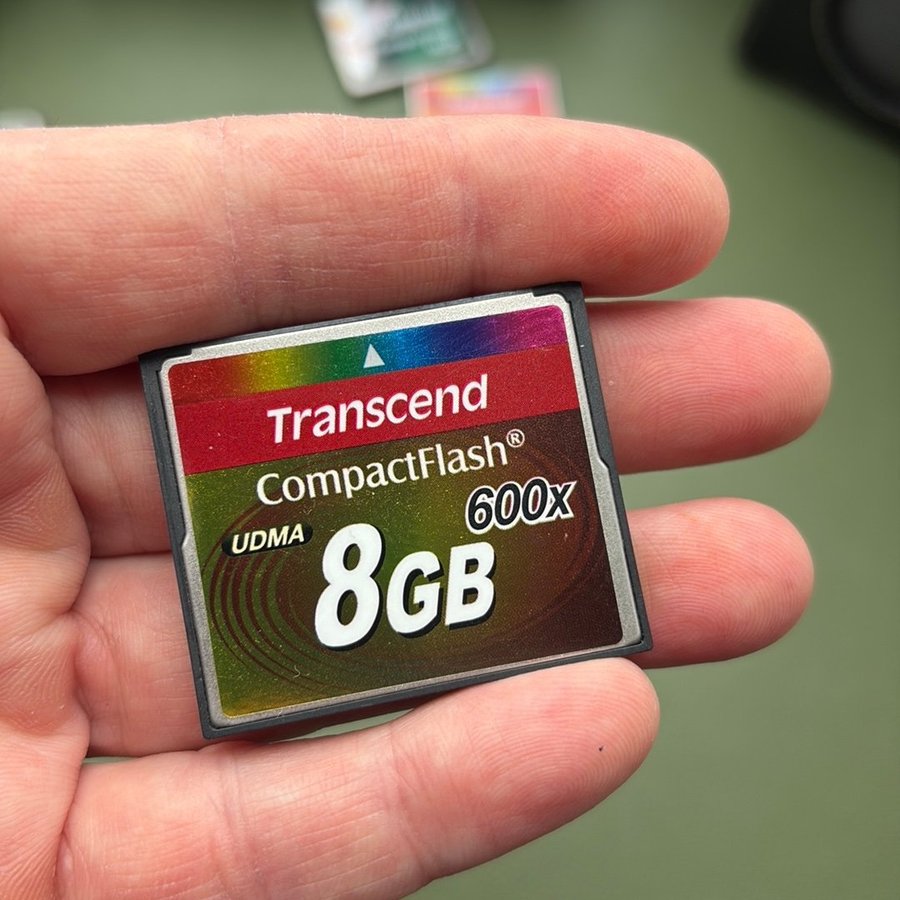 Transcend
CompactFlash®
600x
UDMA
8GB